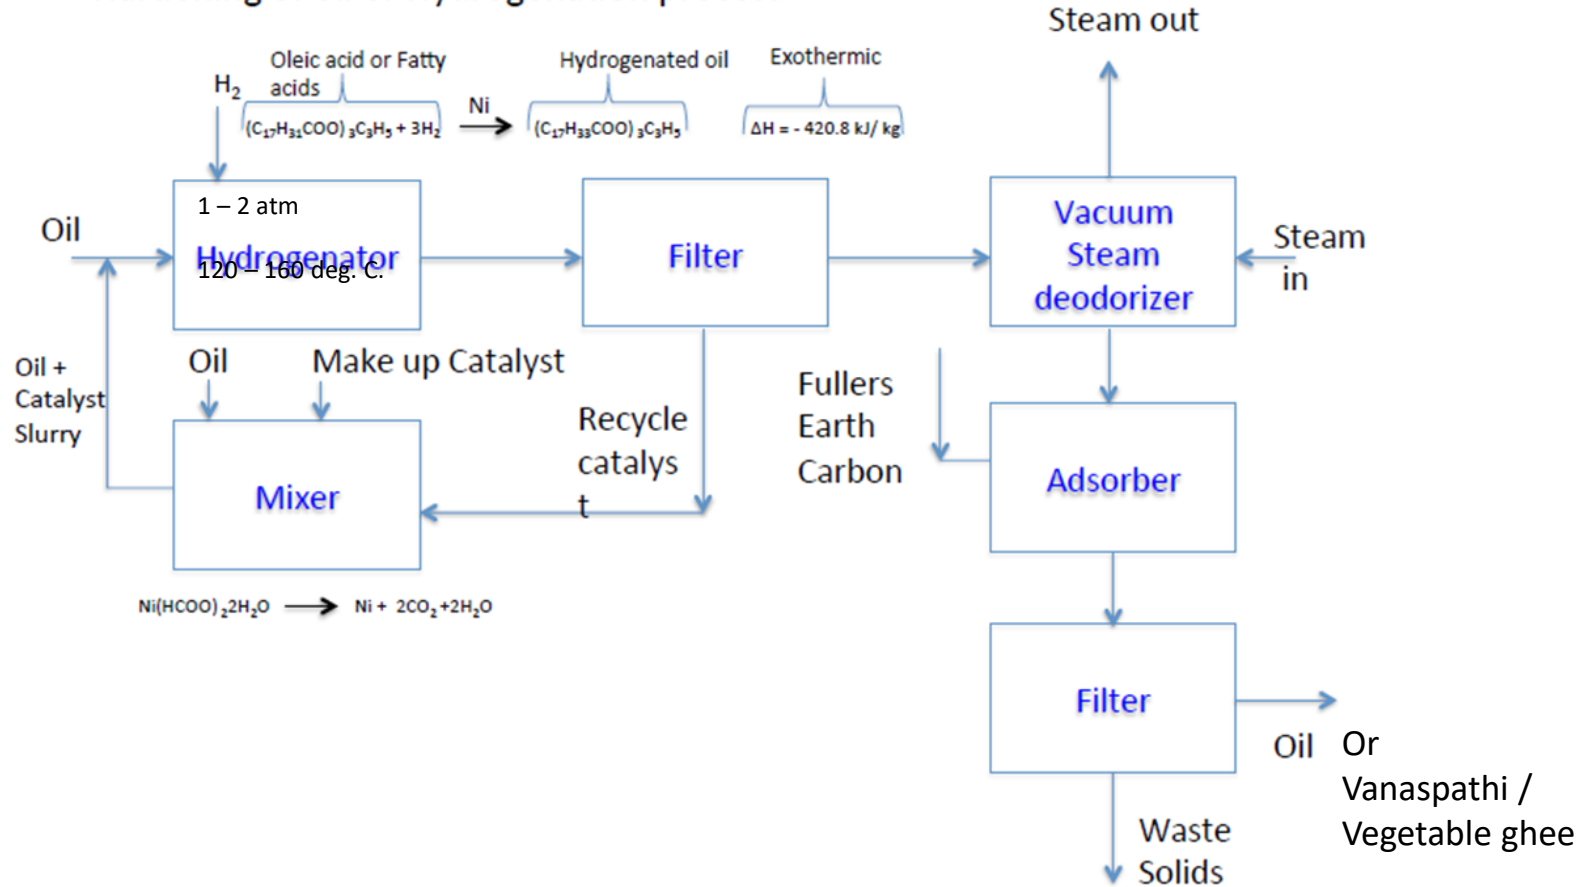 Steam out
Oleic acid or Fatty
acids
Hydrogenated oil
Exothermic
H₂
Ni
(C₁₇H₃₁COO) ₃C₃H₅ + 3H₂
(C₁₇H₃₃COO) ₃C₃H₅
ΔH = - 420.8 kJ/ kg
1 – 2 atm
Hydrogenator
120 – 160 deg. C.
Oil
Filter
Vacuum
Steam
deodorizer
Steam
in
Oil +
Catalyst
Slurry
Oil
Make up Catalyst
Recycle
catalys
t
Fullers
Earth
Carbon
Mixer
Adsorber
Ni(HCOO) ₂2H₂O
Ni + 2CO₂ +2H₂O
Filter
Oil
Or
Vanaspathi /
Vegetable ghee
Waste
Solids